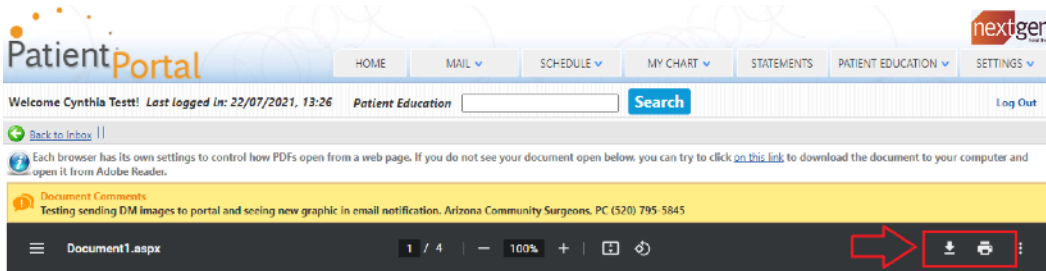 nextgen
Patient Portal
HOME MAIL SCHEDULE MY CHART STATEMENTS PATIENT EDUCATION SETTINGS
Welcome Cynthia Testt! Last logged in: 22/07/2021, 13:26 Patient Education Search Log Out
Back to Inbox
Each browser has its own settings to control how PDFs open from a web page. If you do not see your document open below, you can try to click on this link to download the document to your computer and
open it from Adobe Reader.
Document Comments
Testing sending DM images to portal and seeing new graphic in email notification. Arizona Community Surgeons, PC (520) 795-5845
Document1.aspx 1 / 4 | − 100% + |